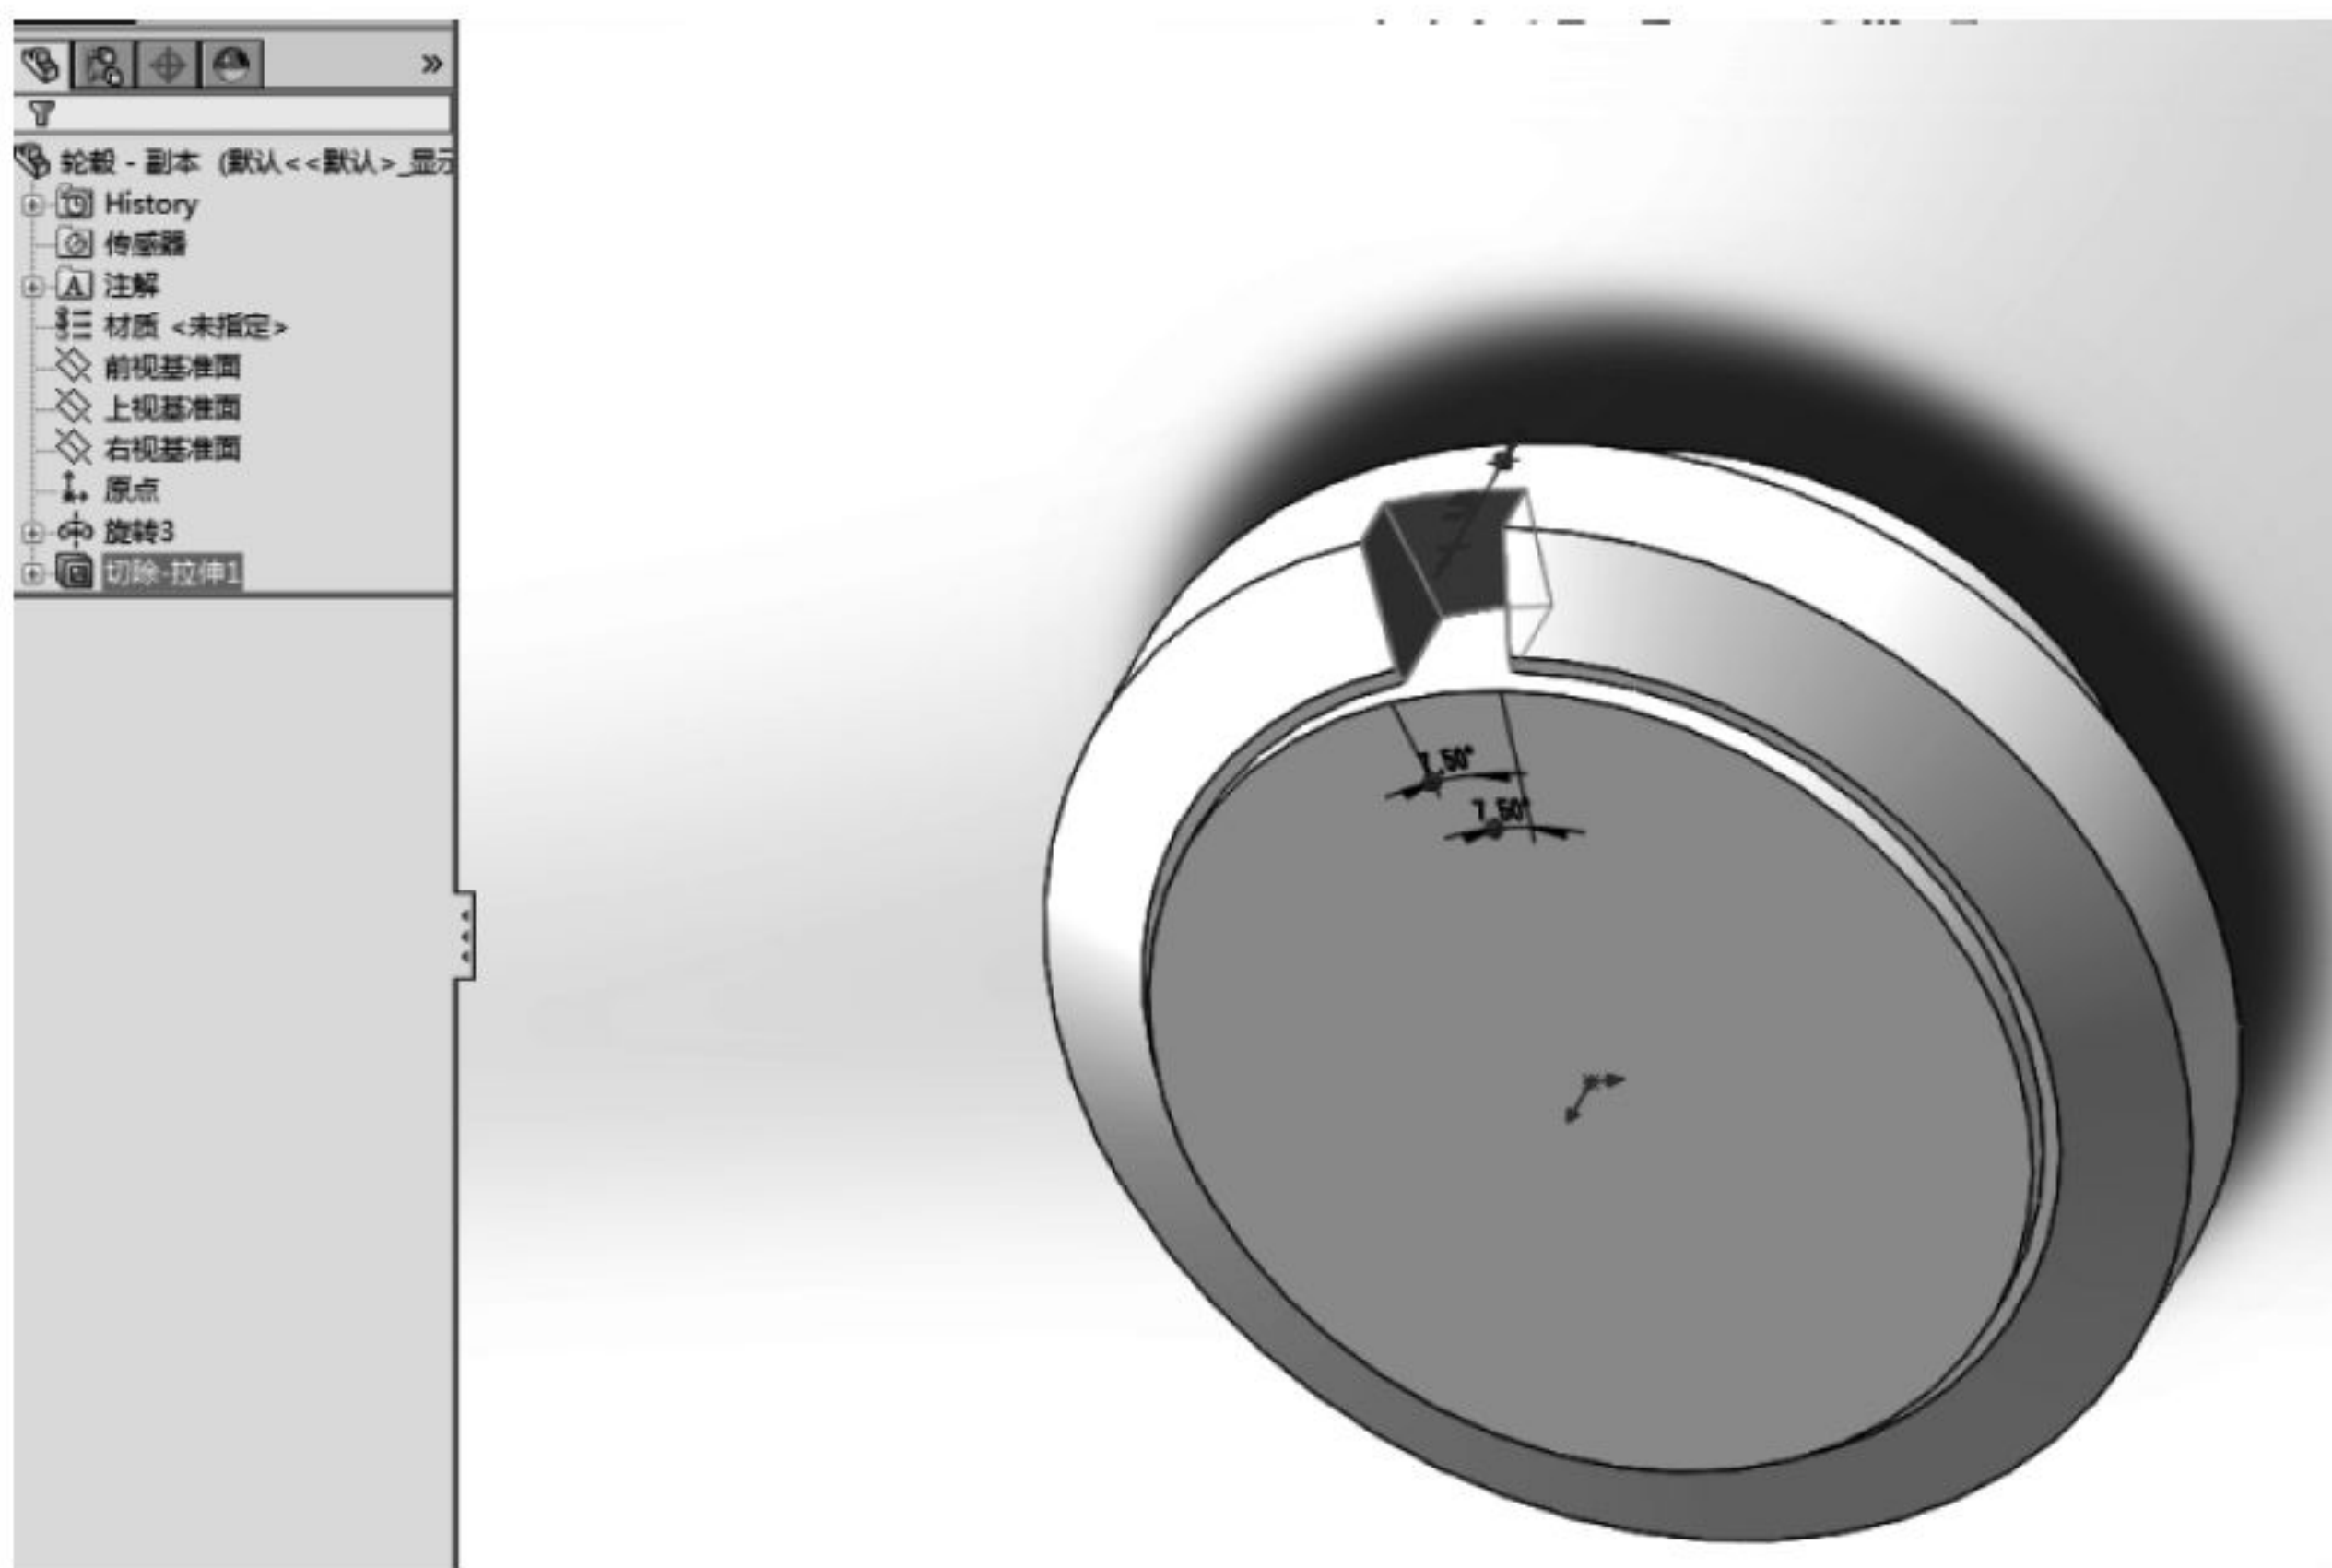 轮毂 - 副本 (默认<<默认>_显示
History
传感器
注解
材质 <未指定>
前视基准面
上视基准面
右视基准面
原点
旋转3
切除-拉伸1
7.50°
7.50°